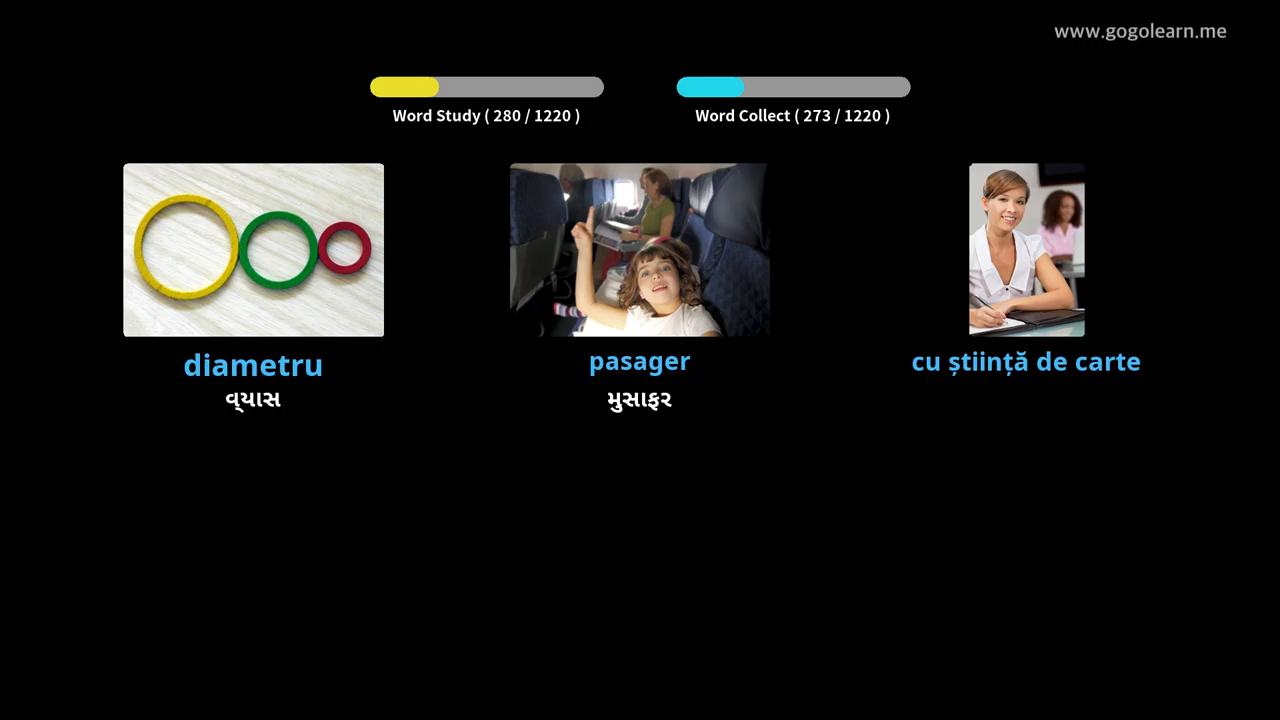 www.gogolearn.me
Word Study ( 280 / 1220 )
Word Collect ( 273 / 1220 )
diametru
pasager
cu știință de carte
વ્યાસ
મુસાફર